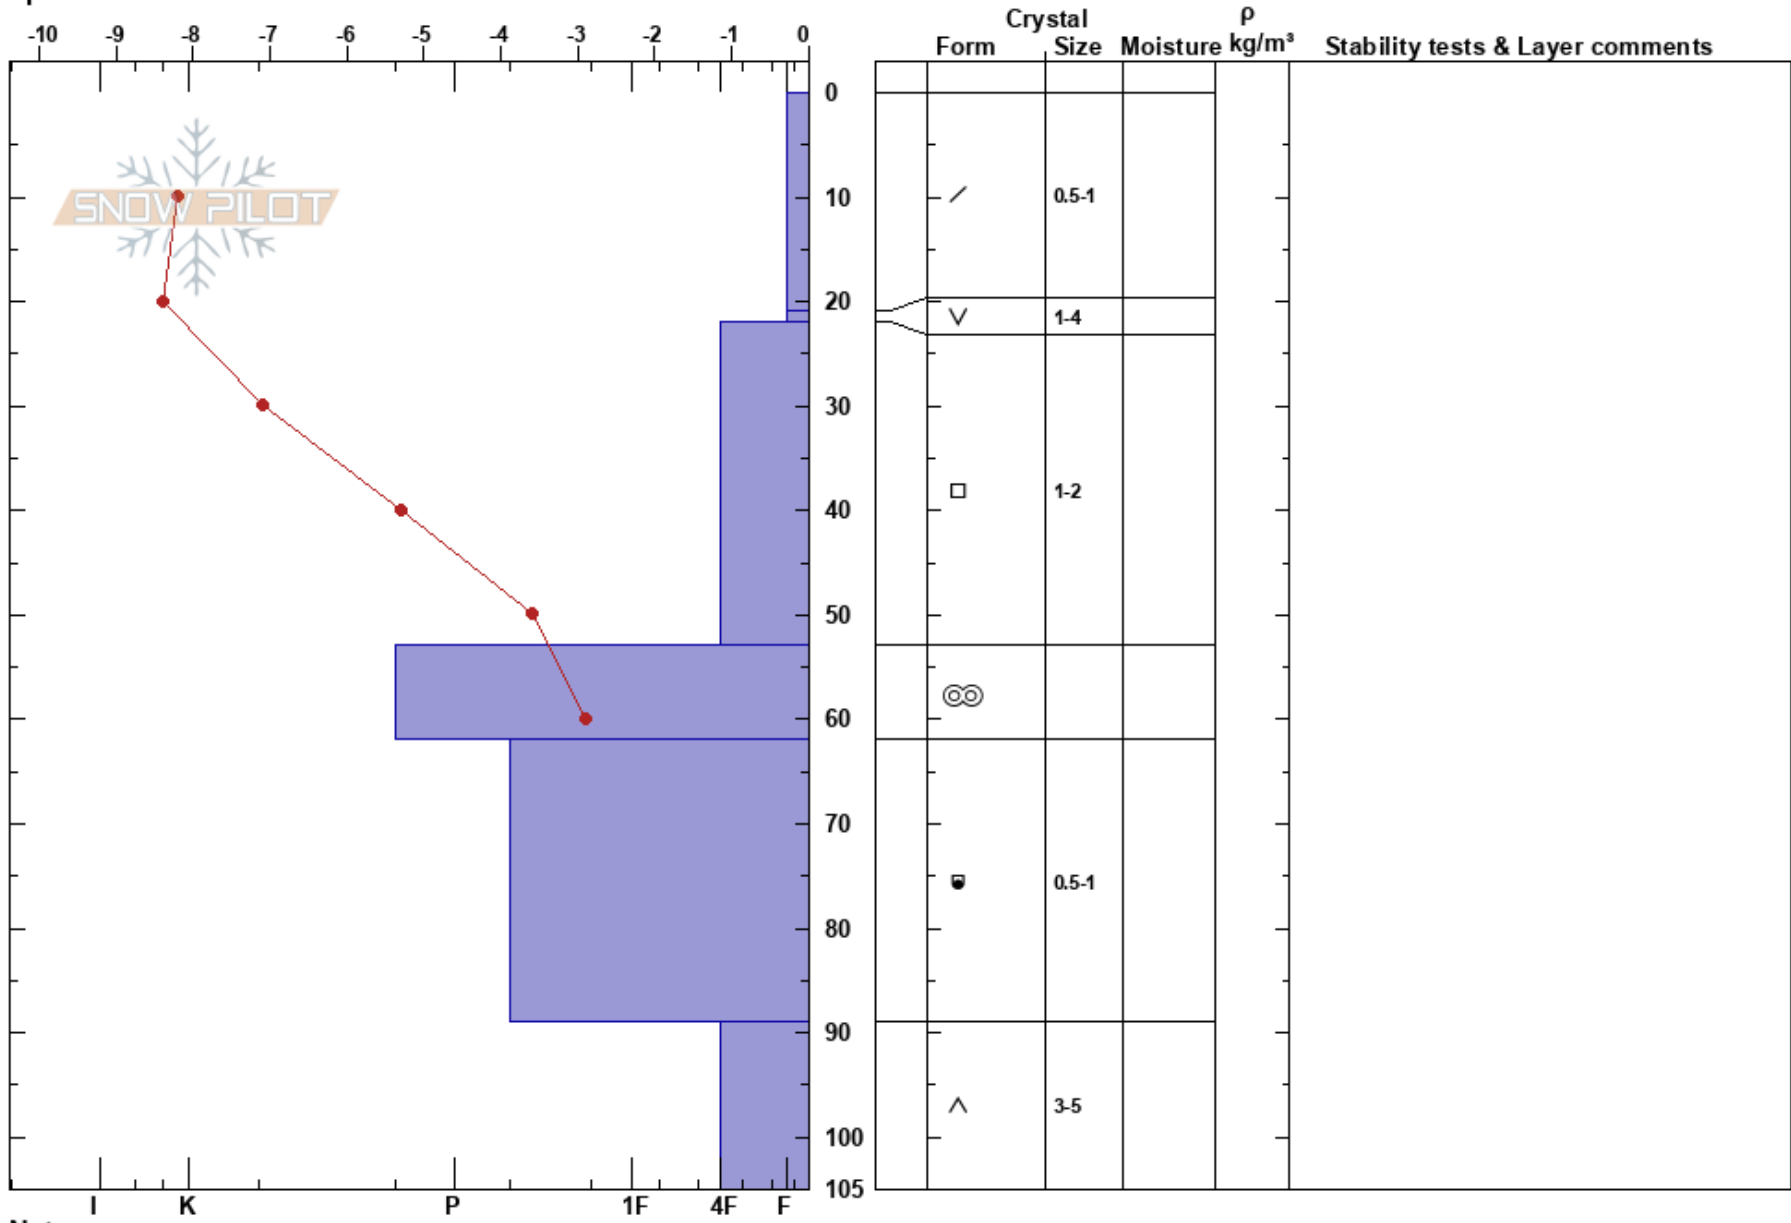 Crystal ρ
-10 -9 -8 -7 -6 -5 -4 -3 -2 -1 0 Form Size Moisture kg/m³ Stability tests & Layer comments
0
SNOW PILOT 10 0.5-1
20 1-4
30
40 1-2
50
60
70
80 0.5-1
90
100 3-5
105
I K P 1F 4F F